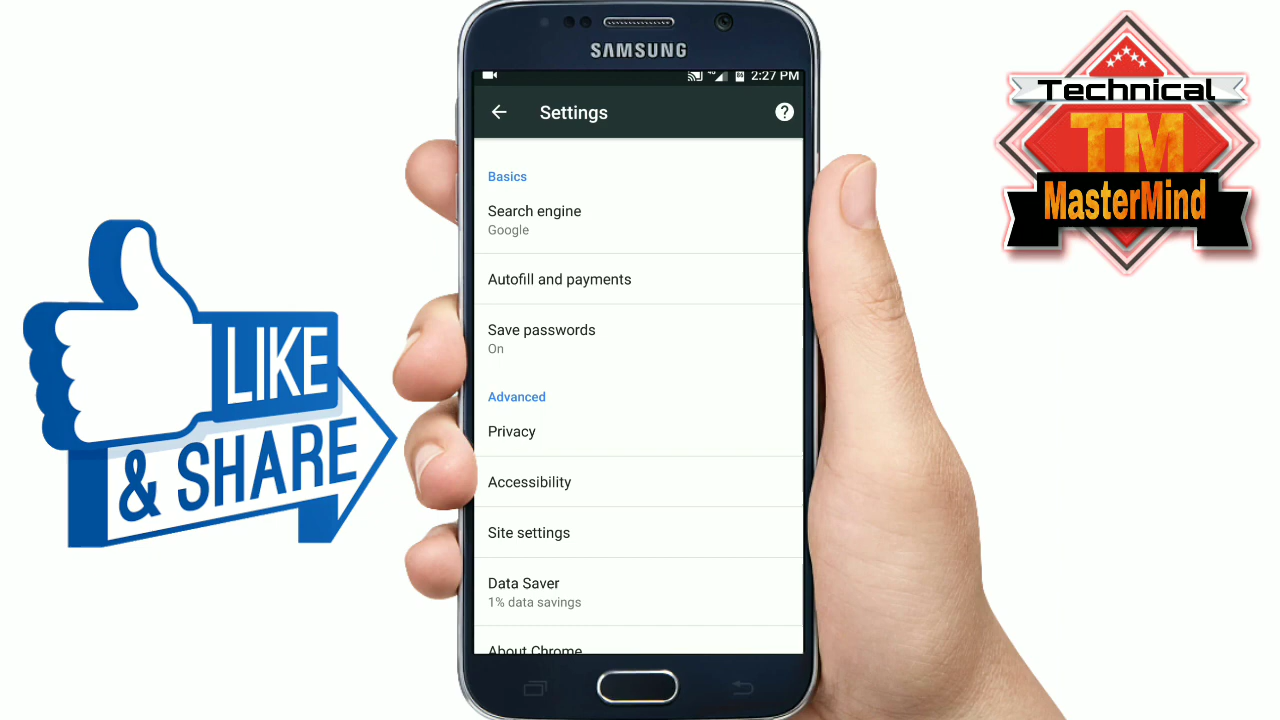 SAMSUNG
2:27 PM
Settings
Basics
Search engine
Google
Autofill and payments
Save passwords
On
Advanced
Privacy
Accessibility
Site settings
Data Saver
1% data savings
About Chrome
LIKE
& SHARE
Technical
TM
MasterMind